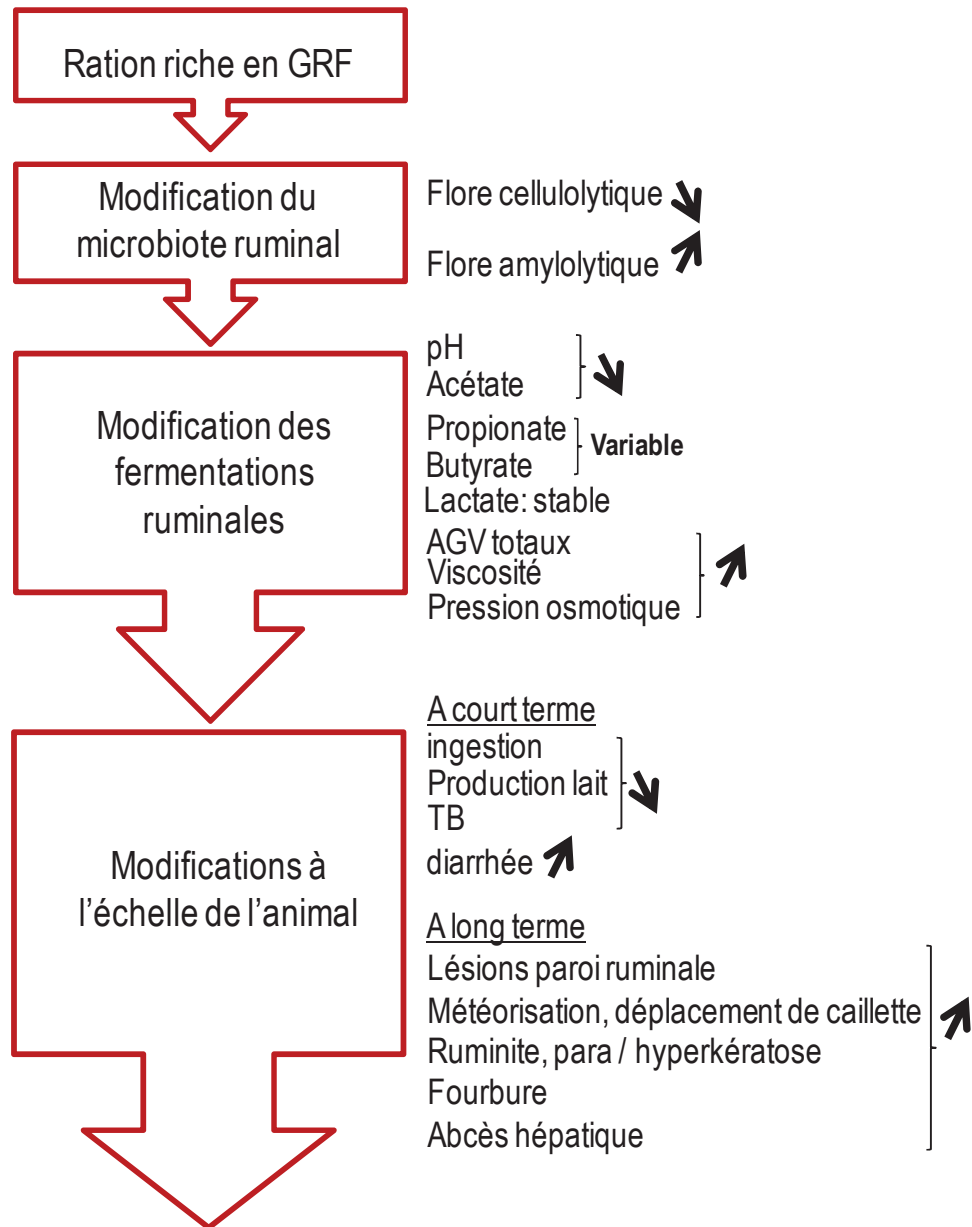 Ration riche en GRF
Modification du
microbiote ruminal
Flore cellulolytique
Flore amylolytique
Modification des
fermentations
ruminales
pH
Acétate
Propionate
Butyrate
Variable
Lactate: stable
AGV totaux
Viscosité
Pression osmotique
Modifications à
l'échelle de l'animal
A court terme
ingestion
Production lait
TB
diarrhée
A long terme
Lésions paroi ruminale
Météorisation, déplacement de caillette
Ruminite, para / hyperkératose
Fourbure
Abcès hépatique